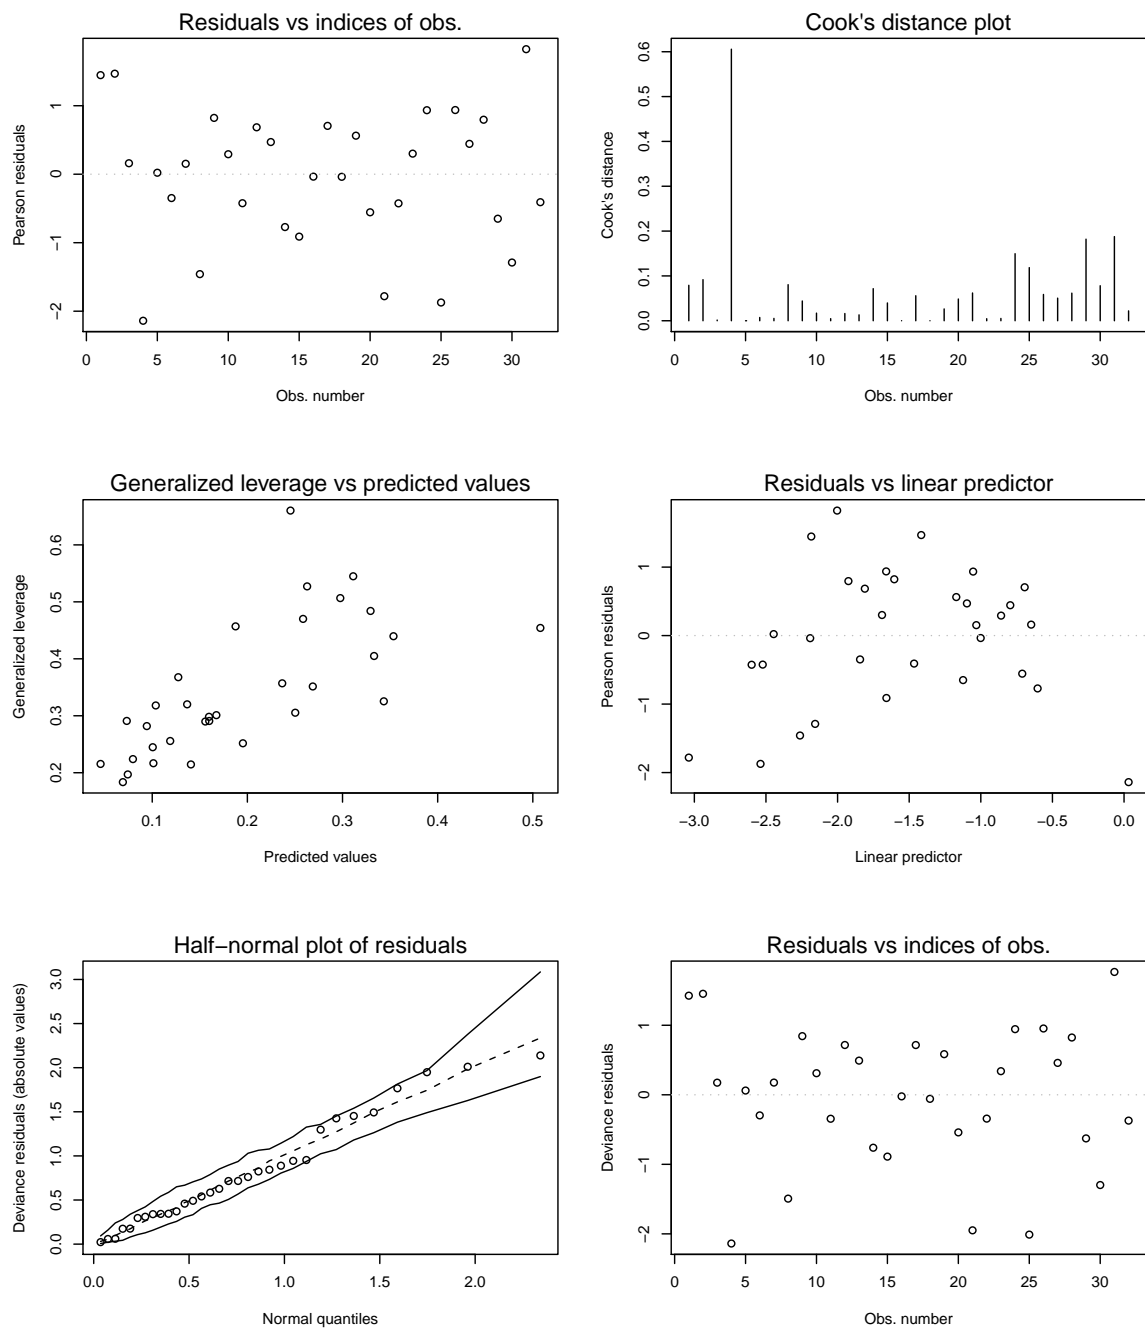 Residuals vs indices of obs.
Pearson residuals
1
0
−1
−2
0 5 10 15 20 25 30
Obs. number
Cook's distance plot
Cook's distance
0.6
0.5
0.4
0.3
0.2
0.1
0.0
0 5 10 15 20 25 30
Obs. number
Generalized leverage vs predicted values
Generalized leverage
0.6
0.5
0.4
0.3
0.2
0.1 0.2 0.3 0.4 0.5
Predicted values
Residuals vs linear predictor
Pearson residuals
1
0
−1
−2
−3.0 −2.5 −2.0 −1.5 −1.0 −0.5 0.0
Linear predictor
Half−normal plot of residuals
Deviance residuals (absolute values)
3.0
2.5
2.0
1.5
1.0
0.5
0.0
0.0 0.5 1.0 1.5 2.0
Normal quantiles
Residuals vs indices of obs.
Deviance residuals
1
0
−1
−2
0 5 10 15 20 25 30
Obs. number